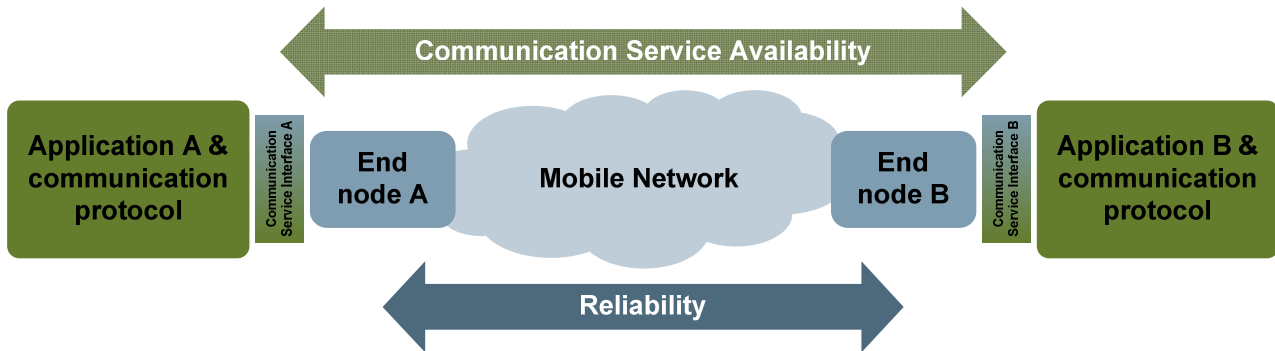 Communication Service Availability
Application A &
communication
protocol
Communication
Service Interface A
End
node A
Mobile Network
End
node B
Communication
Service Interface B
Application B &
communication
protocol
Reliability